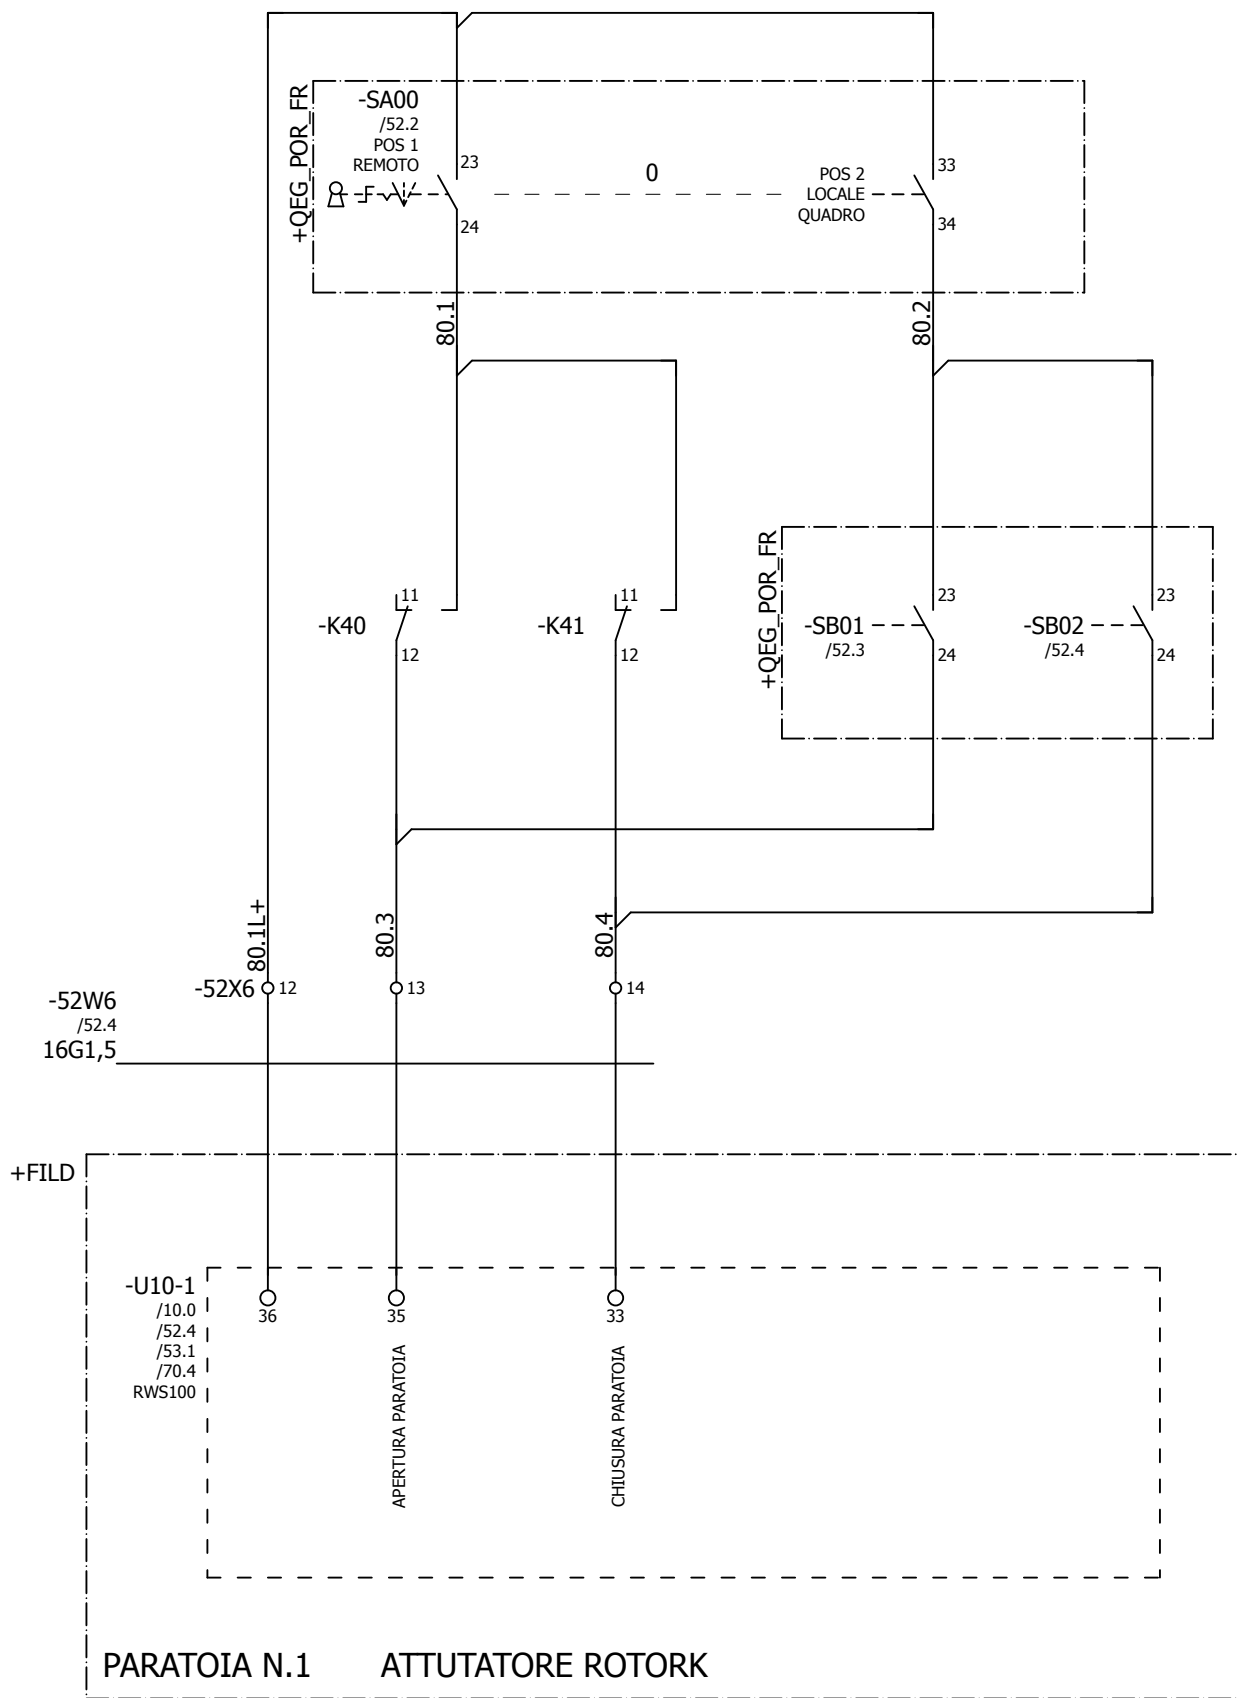 +QEG_POR_FR
-SA00
/52.2
POS 1
REMOTO
23
24
0
POS 2
LOCALE
QUADRO
33
34
80.1
80.2
-K40
11
12
-K41
11
12
+QEG_POR_FR
-SB01
/52.3
23
24
-SB02
/52.4
23
24
80.1L+
80.3
80.4
-52X6
12
13
14
-52W6
/52.4
16G1,5
+FILD
-U10-1
/10.0
/52.4
/53.1
/70.4
RWS100
36
35
33
APERTURA PARATOIA
CHIUSURA PARATOIA
PARATOIA N.1 ATTUTATORE ROTORK